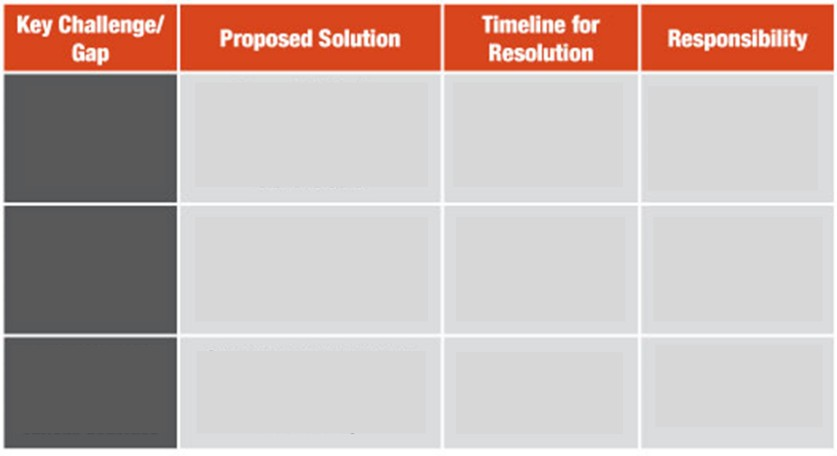 Key Challenge/
Gap
Proposed Solution
Timeline for
Resolution
Responsibility